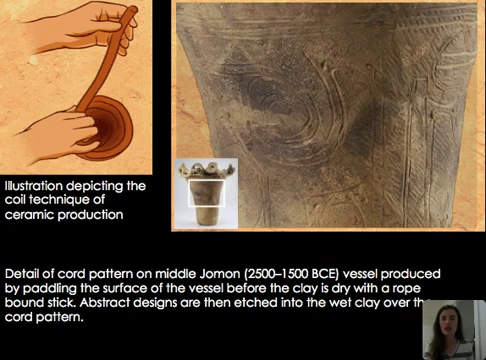 Illustration depicting the
coil technique of
ceramic production
Detail of cord pattern on middle Jomon (2500–1500 BCE) vessel produced
by paddling the surface of the vessel before the clay is dry with a rope
bound stick. Abstract designs are then etched into the wet clay over
cord pattern.